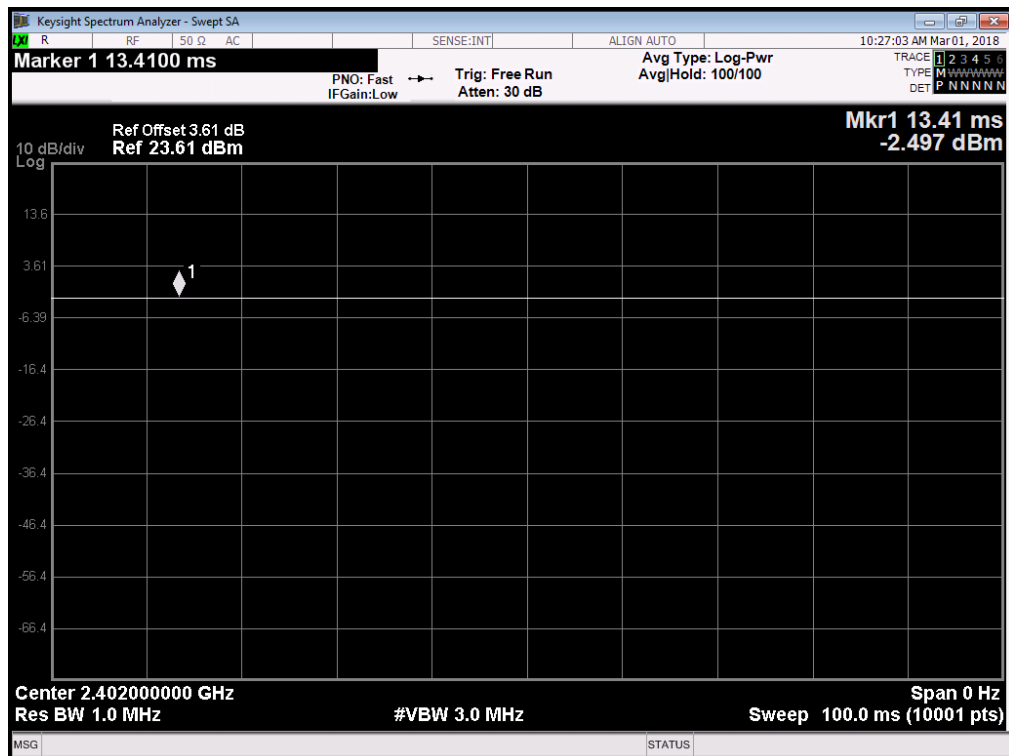 Keysight Spectrum Analyzer - Swept SA
LXI R RF 50 Ω AC SENSE:INT ALIGN AUTO 10:27:03 AM Mar 01, 2018
Marker 1 13.4100 ms
PNO: Fast
IFGain:Low
Trig: Free Run
Atten: 30 dB
Avg Type: Log-Pwr
Avg|Hold: 100/100
TRACE 1 2 3 4 5 6
TYPE M WWWWW
DET P N N N N N
Mkr1 13.41 ms
-2.497 dBm
Ref Offset 3.61 dB
10 dB/div Ref 23.61 dBm
Log
13.6
3.61
1
-6.39
-16.4
-26.4
-36.4
-46.4
-56.4
-66.4
Center 2.402000000 GHz Span 0 Hz
Res BW 1.0 MHz #VBW 3.0 MHz Sweep 100.0 ms (10001 pts)
MSG STATUS